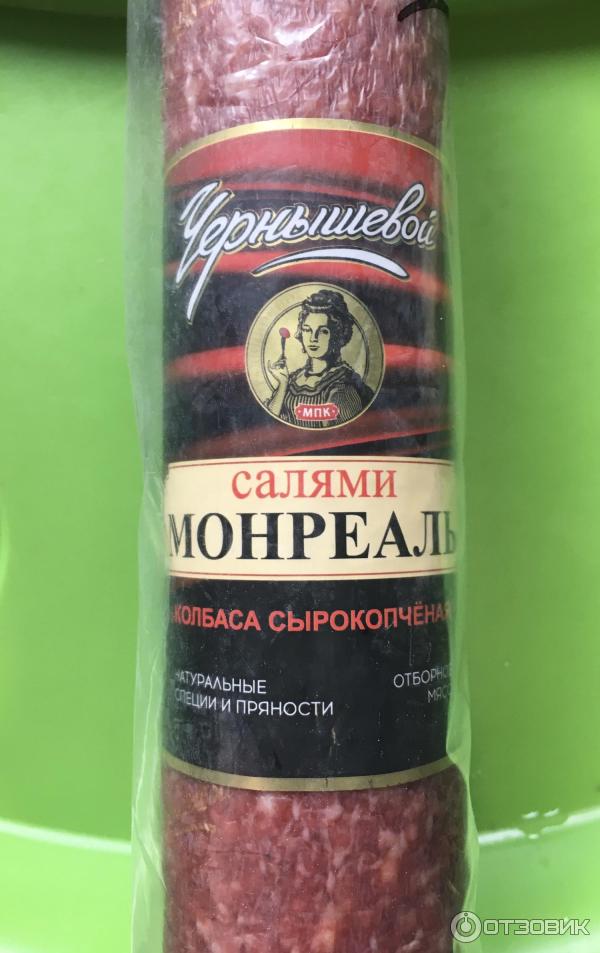 Чернышевой
МПК
салями
МОНРЕАЛЬ
КОЛБАСА СЫРОКОПЧЁНАЯ
НАТУРАЛЬНЫЕ
СПЕЦИИ И ПРЯНОСТИ
ОТБОРНОЕ
МЯСО
ОТЗОВИК